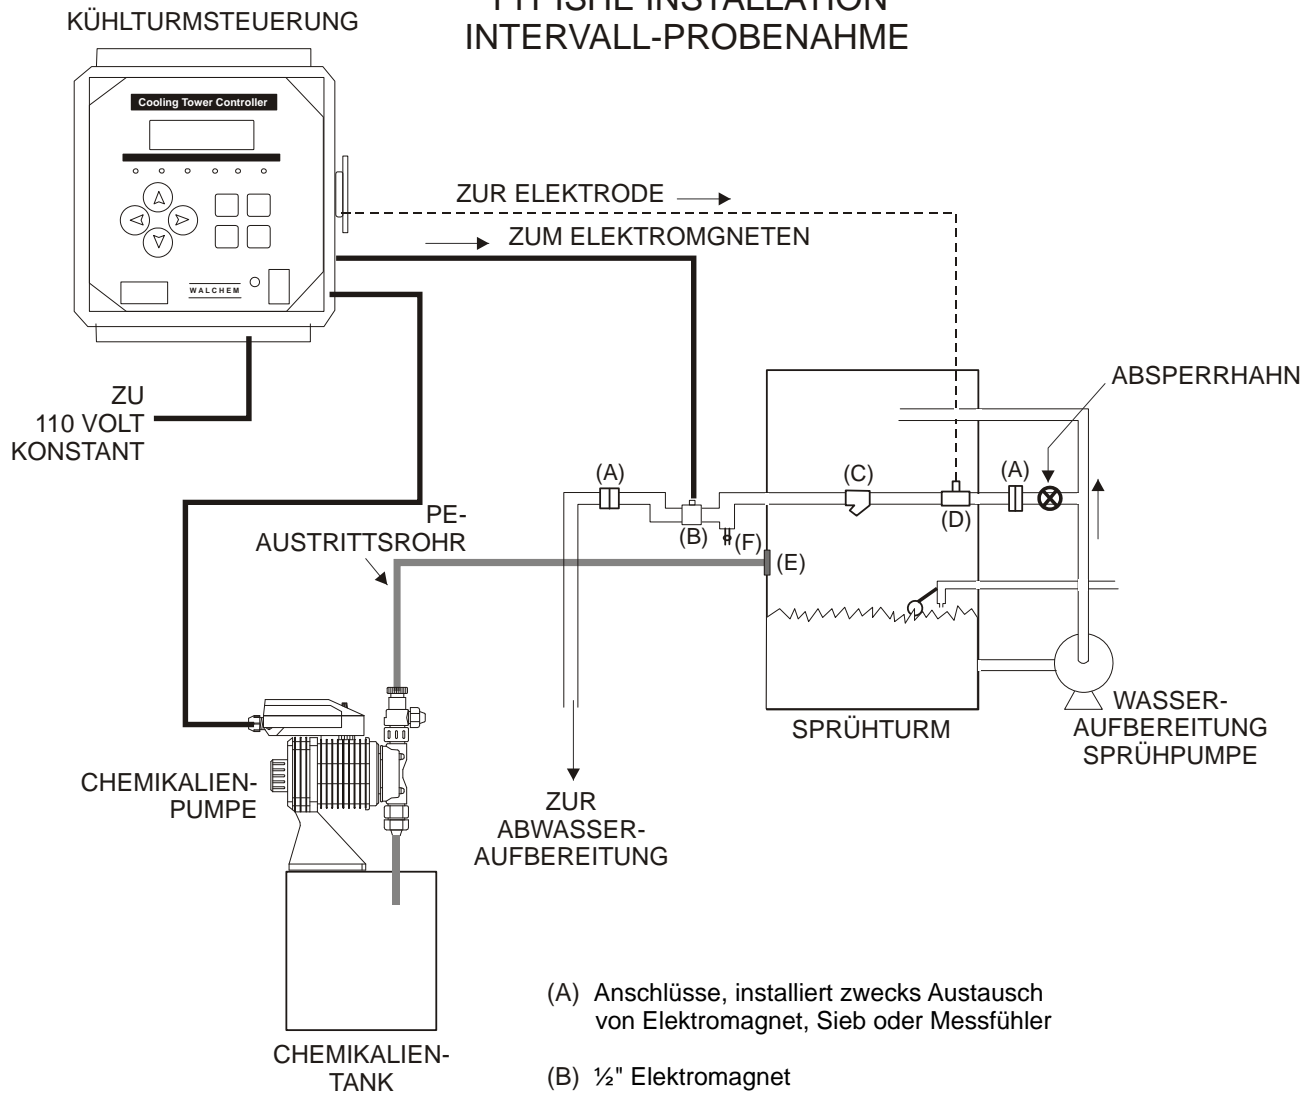 KÜHLTURMSTEUERUNG
TYPISHE INSTALLATION
INTERVALL-PROBENAHME
Cooling Tower Controller
WALCHEM
ZUR ELEKTRODE
ZUM ELEKTROMGNETEN
ZU
110 VOLT
KONSTANT
ABSPERRHAHN
(A)
(B)
(F)
(C)
(D)
(A)
(E)
PE-
AUSTRITTSROHR
SPRÜHTURM
WASSER-
AUFBEREITUNG
SPRÜHPUMPE
CHEMIKALIEN-
PUMPE
ZUR
ABWASSER-
AUFBEREITUNG
CHEMIKALIEN-
TANK
(A) Anschlüsse, installiert zwecks Austausch
von Elektromagnet, Sieb oder Messfühler
(B) ½" Elektromagnet